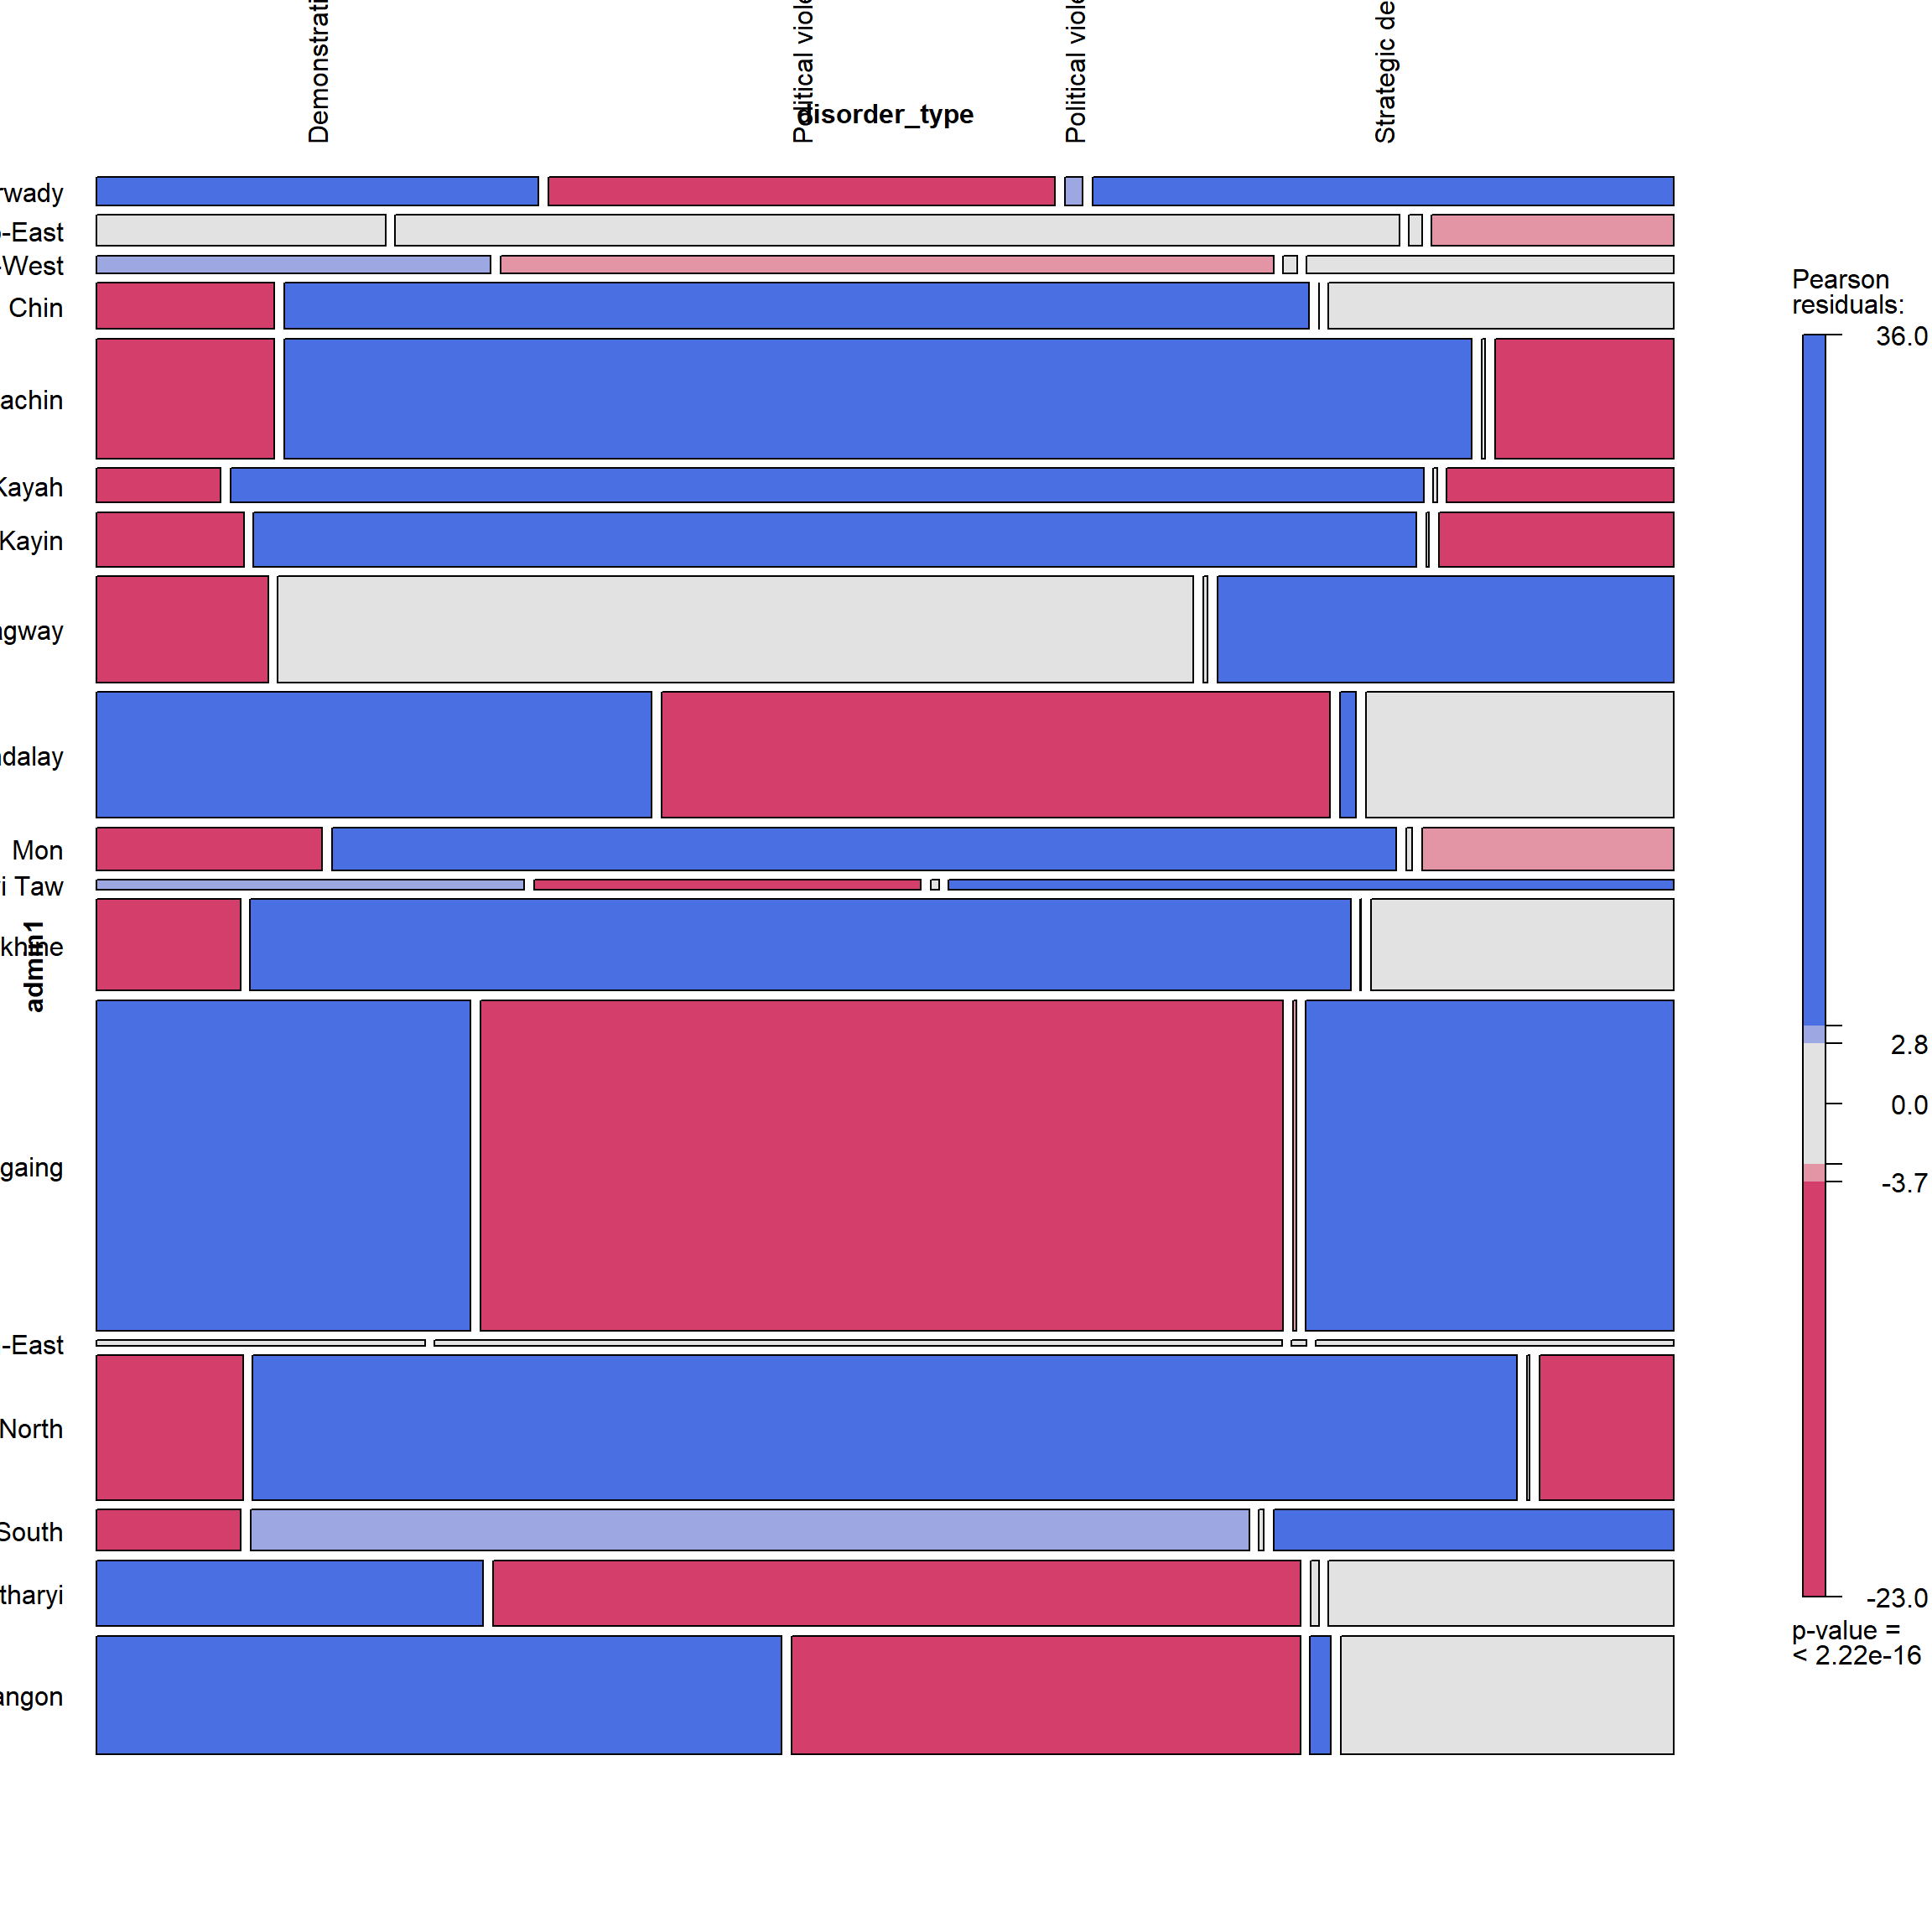 Demonstrati
Political viole
Political viole
Strategic de
disorder_type
rwady
-East
-West
Chin
achin
Kayah
Kayin
agway
ndalay
Mon
i Taw
khine
admin1
gaing
-East
North
South
tharyi
angon
Pearson
residuals:
36.0
2.8
0.0
-3.7
-23.0
p-value =
< 2.22e-16